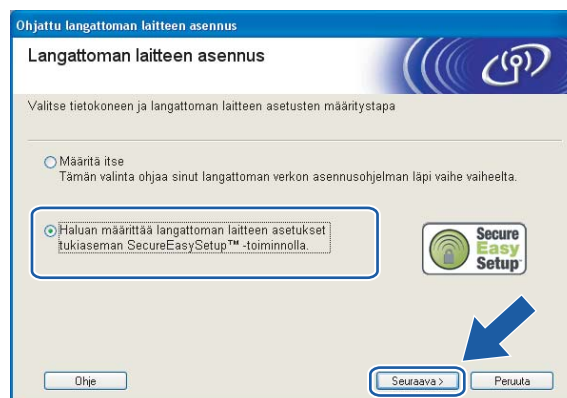 Ohjattu langattoman laitteen asennus
Langattoman laitteen asennus
Valitse tietokoneen ja langattoman laitteen asetusten määritystapa
Määritä itse
Tämän valinta ohjaa sinut langattoman verkon asennusohjelman läpi vaihe vaiheelta.
Haluan määrittää langattoman laitteen asetukset
tukiaseman SecureEasySetup™ -toiminnolla.
Secure
Easy
Setup™
Ohje
Seuraava >
Peruuta